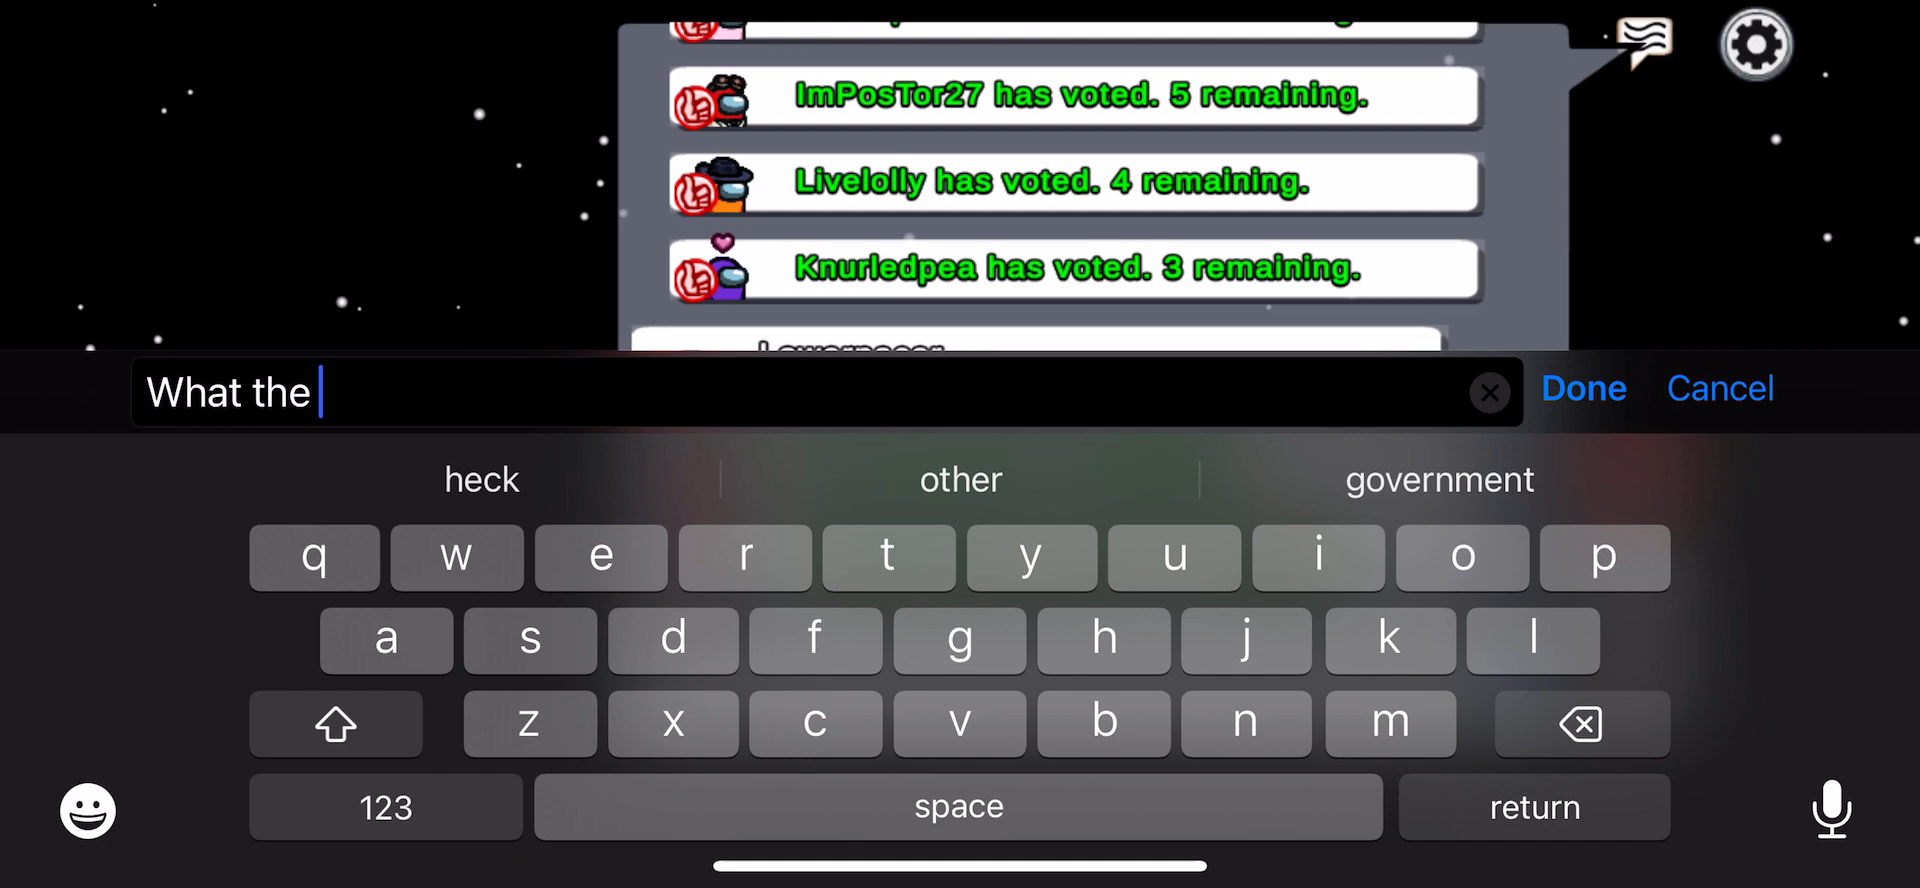 ImPosTor27 has voted. 5 remaining.
Livelolly has voted. 4 remaining.
Knurledpea has voted. 3 remaining.
What the
Done
Cancel
heck
other
government
q w e r t y u i o p
a s d f g h j k l
z x c v b n m
123
space
return